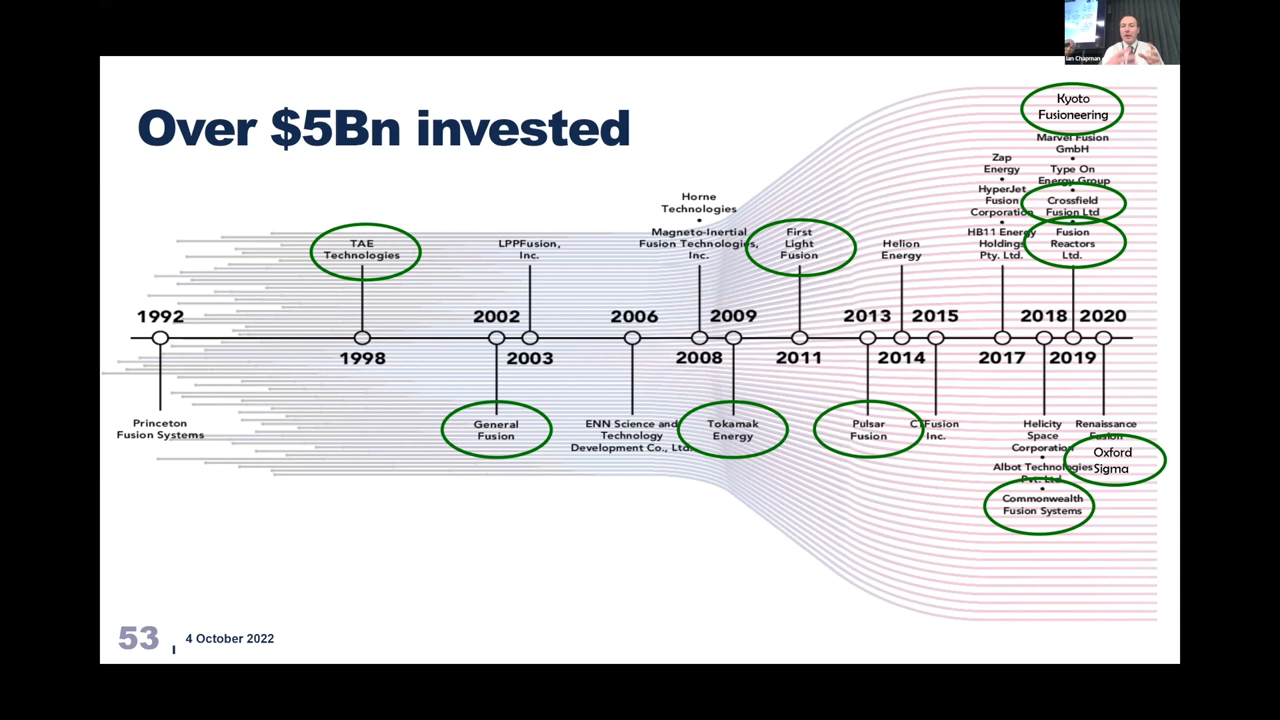 Ian Chapman
Over $5Bn invested
Kyoto
Fusioneering
Marvel Fusion
GmbH
•
Type On
Energy Group
•
Crossfield
Fusion Ltd
•
Fusion
Reactors
Ltd.
Zap
Energy
•
HyperJet
Fusion
Corporation
•
HB11 Energy
Holdings
Pty. Ltd.
Horne
Technologies
•
Magneto-Inertial
Fusion Technologies,
Inc.
TAE
Technologies
LPPFusion,
Inc.
First
Light
Fusion
Helion
Energy
1992 2002 2006 2009 2013 2015 2018 2020
1998 2003 2008 2011 2014 2017 2019
Princeton
Fusion Systems
General
Fusion
ENN Science and
Technology
Development Co., Ltd.
Tokamak
Energy
Pulsar
Fusion
CTFusion
Inc.
Helicity
Space
Corporation
•
Albot Technologies
Pvt. Ltd.
•
Commonwealth
Fusion Systems
Renaissance
Fusion
Oxford
Sigma
53
4 October 2022